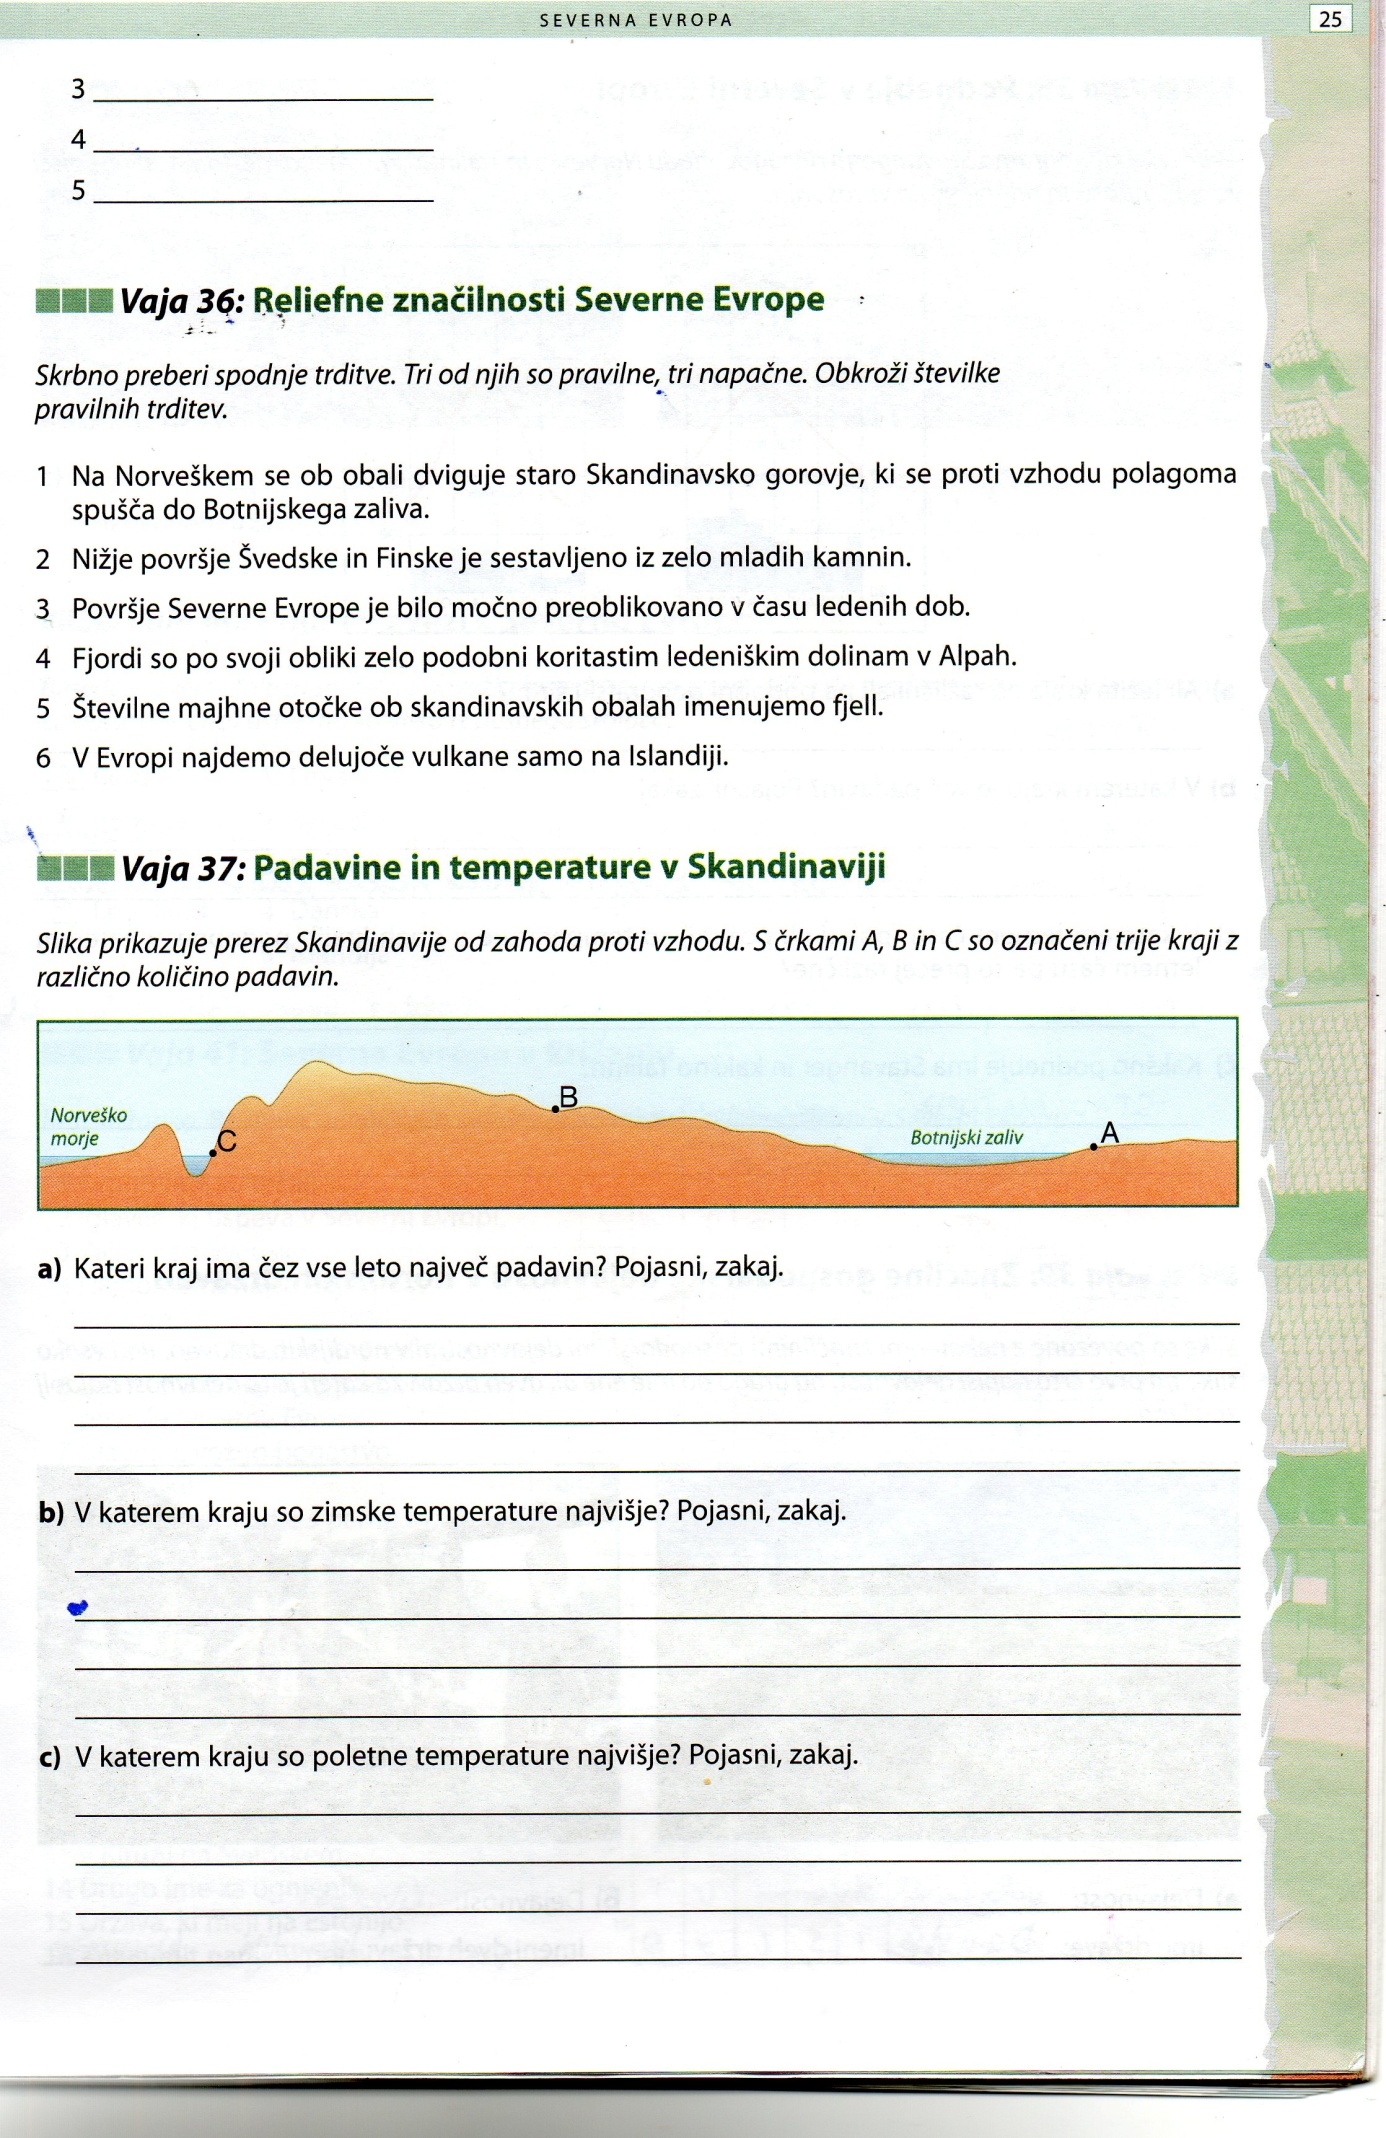 SEVERNA EVROPA
25
3
4
5
Vaja 36: Reliefne značilnosti Severne Evrope
Skrbno preberi spodnje trditve. Tri od njih so pravilne, tri napačne. Obkroži številke
pravilnih trditev.
1 Na Norveškem se ob obali dviguje staro Skandinavsko gorovje, ki se proti vzhodu polagoma
spušča do Botnijskega zaliva.
2 Nižje površje Švedske in Finske je sestavljeno iz zelo mladih kamnin.
3 Površje Severne Evrope je bilo močno preoblikovano v času ledenih dob.
4 Fjordi so po svoji obliki zelo podobni koritastim ledeniškim dolinam v Alpah.
5 Številne majhne otočke ob skandinavskih obalah imenujemo fjell.
6 V Evropi najdemo delujoče vulkane samo na Islandiji.
Vaja 37: Padavine in temperature v Skandinaviji
Slika prikazuje prerez Skandinavije od zahoda proti vzhodu. S črkami A, B in C so označeni trije kraji z
različno količino padavin.
Norveško
morje
C
B
Botnijski zaliv
A
a) Kateri kraj ima čez vse leto največ padavin? Pojasni, zakaj.
b) V katerem kraju so zimske temperature najvišje? Pojasni, zakaj.
c) V katerem kraju so poletne temperature najvišje? Pojasni, zakaj.